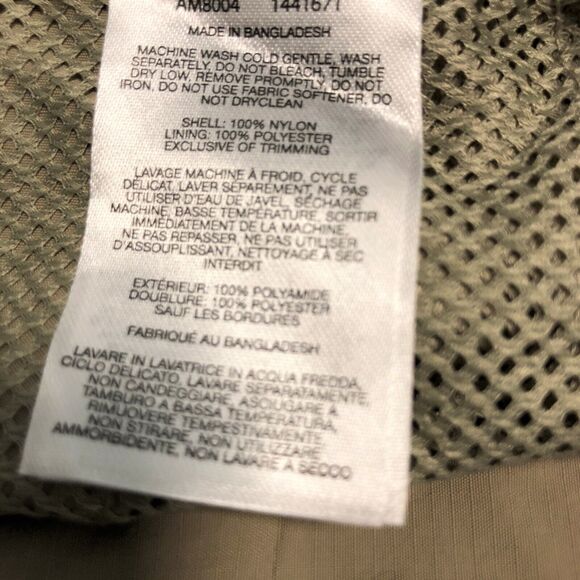 AM8004 1441671
MADE IN BANGLADESH
MACHINE WASH COLD GENTLE, WASH
SEPARATELY, DO NOT BLEACH, TUMBLE
DRY LOW, REMOVE PROMPTLY, DO NOT
IRON, DO NOT USE FABRIC SOFTENER, DO
NOT DRYCLEAN
SHELL: 100% NYLON
LINING: 100% POLYESTER
EXCLUSIVE OF TRIMMING
LAVAGE MACHINE À FROID, CYCLE
DÉLICAT, LAVER SÉPAREMENT, NE PAS
UTILISER D'EAU DE JAVEL, SÉCHAGE
MACHINE, BASSE TEMPÉRATURE, SORTIR
IMMÉDIATEMENT DE LA MACHINE,
NE PAS REPASSER, NE PAS UTILISER
D'ASSOUPLISSANT, NETTOYAGE À SEC
INTERDIT
EXTÉRIEUR: 100% POLYAMIDE
DOUBLURE: 100% POLYESTER
SAUF LES BORDURES
FABRIQUÉ AU BANGLADESH
LAVARE IN LAVATRICE IN ACQUA FREDDA,
CICLO DELICATO, LAVARE SEPARATAMENTE,
NON CANDEGGIARE, ASCIUGARE A
TAMBURO A BASSA TEMPERATURA,
RIMUOVERE TEMPESTIVAMENTE
NON STIRARE, NON UTILIZZARE
AMMORBIDENTE, NON LAVARE A SECCO